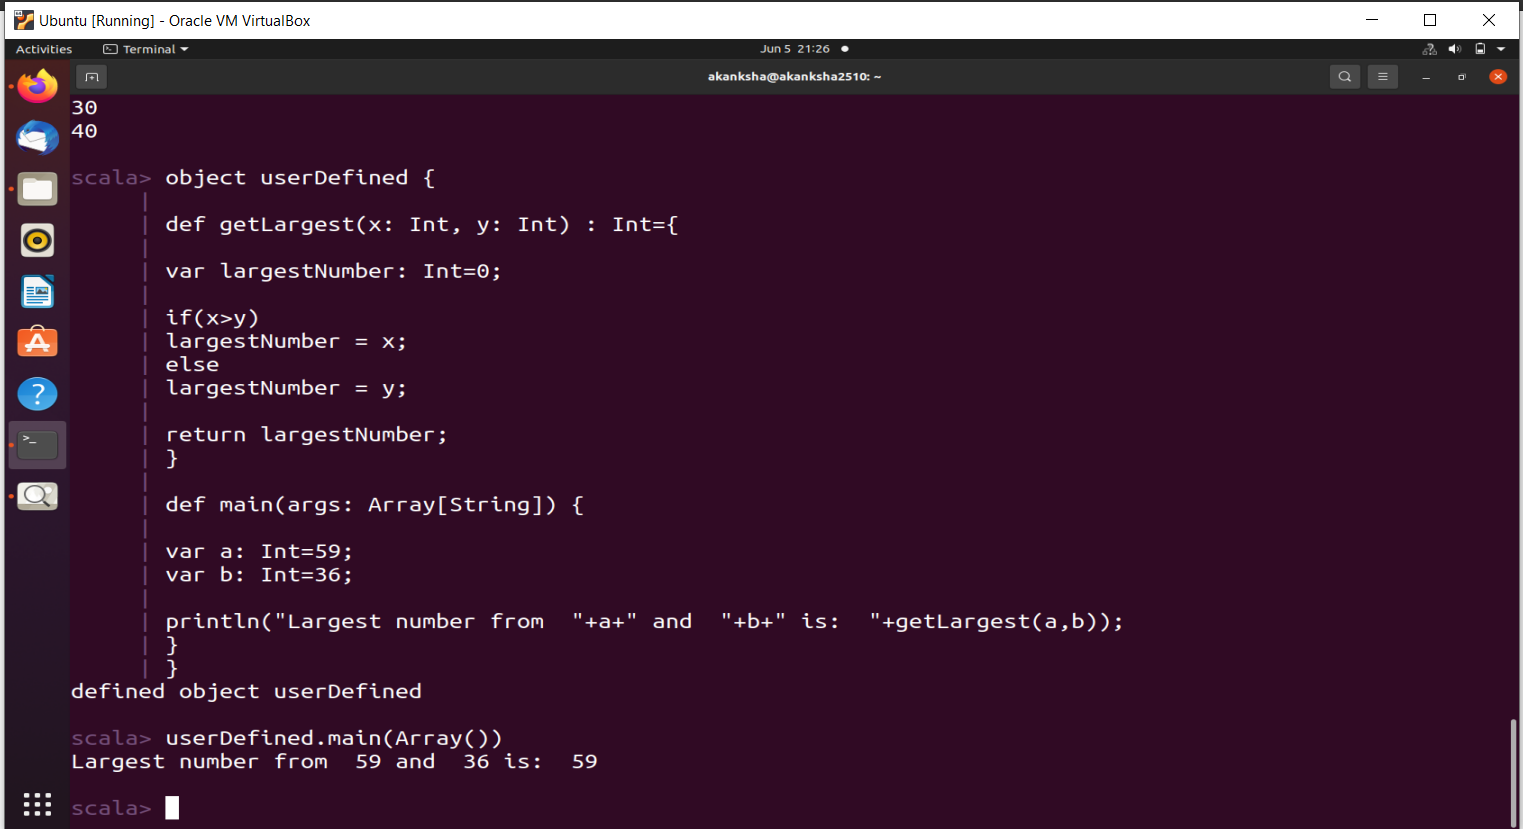 Ubuntu [Running] - Oracle VM VirtualBox
Activities Terminal Jun 5 21:26
akanksha@akanksha2510: ~
30
40
scala> object userDefined {
|
| def getLargest(x: Int, y: Int) : Int={
|
| var largestNumber: Int=0;
|
| if(x>y)
| largestNumber = x;
| else
| largestNumber = y;
|
| return largestNumber;
| }
|
| def main(args: Array[String]) {
|
| var a: Int=59;
| var b: Int=36;
|
| println("Largest number from  "+a+" and  "+b+" is:  "+getLargest(a,b));
| }
| }
defined object userDefined
scala> userDefined.main(Array())
Largest number from  59 and  36 is:  59
scala>